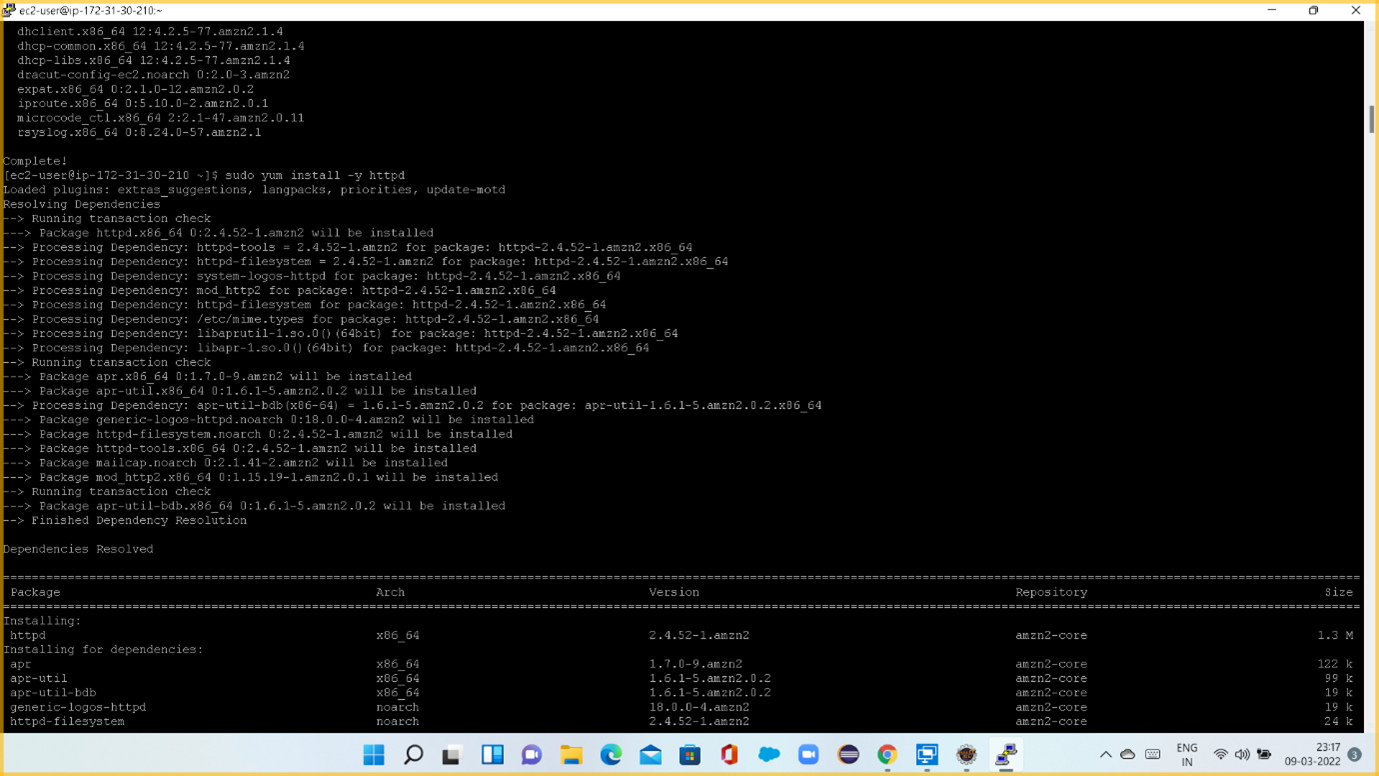 ec2-user@ip-172-31-30-210:~
dhclient.x86_64 12:4.2.5-77.amzn2.1.4
dhcp-common.x86_64 12:4.2.5-77.amzn2.1.4
dhcp-libs.x86_64 12:4.2.5-77.amzn2.1.4
dracut-config-ec2.noarch 0:2.0-3.amzn2
expat.x86_64 0:2.1.0-12.amzn2.0.2
iproute.x86_64 0:5.10.0-2.amzn2.0.1
microcode_ctl.x86_64 2:2.1-47.amzn2.0.11
rsyslog.x86_64 0:8.24.0-57.amzn2.1
Complete!
[ec2-user@ip-172-31-30-210 ~]$ sudo yum install -y httpd
Loaded plugins: extras_suggestions, langpacks, priorities, update-motd
Resolving Dependencies
--> Running transaction check
---> Package httpd.x86_64 0:2.4.52-1.amzn2 will be installed
--> Processing Dependency: httpd-tools = 2.4.52-1.amzn2 for package: httpd-2.4.52-1.amzn2.x86_64
--> Processing Dependency: httpd-filesystem = 2.4.52-1.amzn2 for package: httpd-2.4.52-1.amzn2.x86_64
--> Processing Dependency: system-logos-httpd for package: httpd-2.4.52-1.amzn2.x86_64
--> Processing Dependency: mod_http2 for package: httpd-2.4.52-1.amzn2.x86_64
--> Processing Dependency: httpd-filesystem for package: httpd-2.4.52-1.amzn2.x86_64
--> Processing Dependency: /etc/mime.types for package: httpd-2.4.52-1.amzn2.x86_64
--> Processing Dependency: libaprutil-1.so.0()(64bit) for package: httpd-2.4.52-1.amzn2.x86_64
--> Processing Dependency: libapr-1.so.0()(64bit) for package: httpd-2.4.52-1.amzn2.x86_64
--> Running transaction check
---> Package apr.x86_64 0:1.7.0-9.amzn2 will be installed
---> Package apr-util.x86_64 0:1.6.1-5.amzn2.0.2 will be installed
--> Processing Dependency: apr-util-bdb(x86-64) = 1.6.1-5.amzn2.0.2 for package: apr-util-1.6.1-5.amzn2.0.2.x86_64
---> Package generic-logos-httpd.noarch 0:18.0.0-4.amzn2 will be installed
---> Package httpd-filesystem.noarch 0:2.4.52-1.amzn2 will be installed
---> Package httpd-tools.x86_64 0:2.4.52-1.amzn2 will be installed
---> Package mailcap.noarch 0:2.1.41-2.amzn2 will be installed
---> Package mod_http2.x86_64 0:1.15.19-1.amzn2.0.1 will be installed
--> Running transaction check
---> Package apr-util-bdb.x86_64 0:1.6.1-5.amzn2.0.2 will be installed
--> Finished Dependency Resolution
Dependencies Resolved
Package Arch Version Repository Size
Installing:
httpd x86_64 2.4.52-1.amzn2 amzn2-core 1.3 M
Installing for dependencies:
apr x86_64 1.7.0-9.amzn2 amzn2-core 122 k
apr-util x86_64 1.6.1-5.amzn2.0.2 amzn2-core 99 k
apr-util-bdb x86_64 1.6.1-5.amzn2.0.2 amzn2-core 19 k
generic-logos-httpd noarch 18.0.0-4.amzn2 amzn2-core 19 k
httpd-filesystem noarch 2.4.52-1.amzn2 amzn2-core 24 k
ENG 23:17
IN 09-03-2022 3